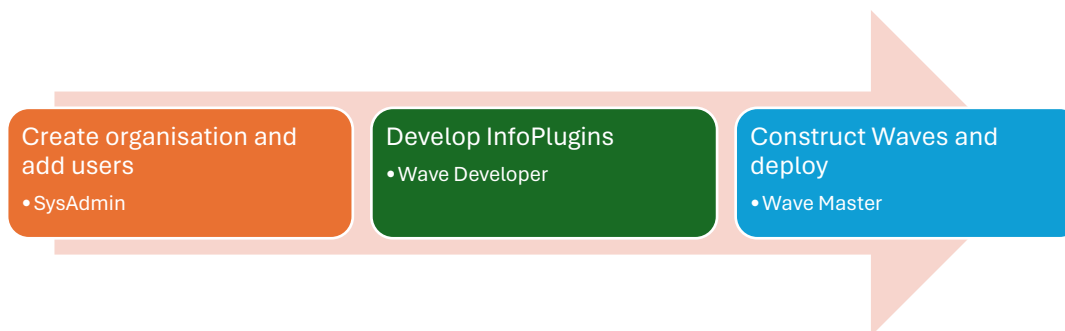 Create organisation and
add users
•SysAdmin
Develop InfoPlugins
•Wave Developer
Construct Waves and
deploy
•Wave Master